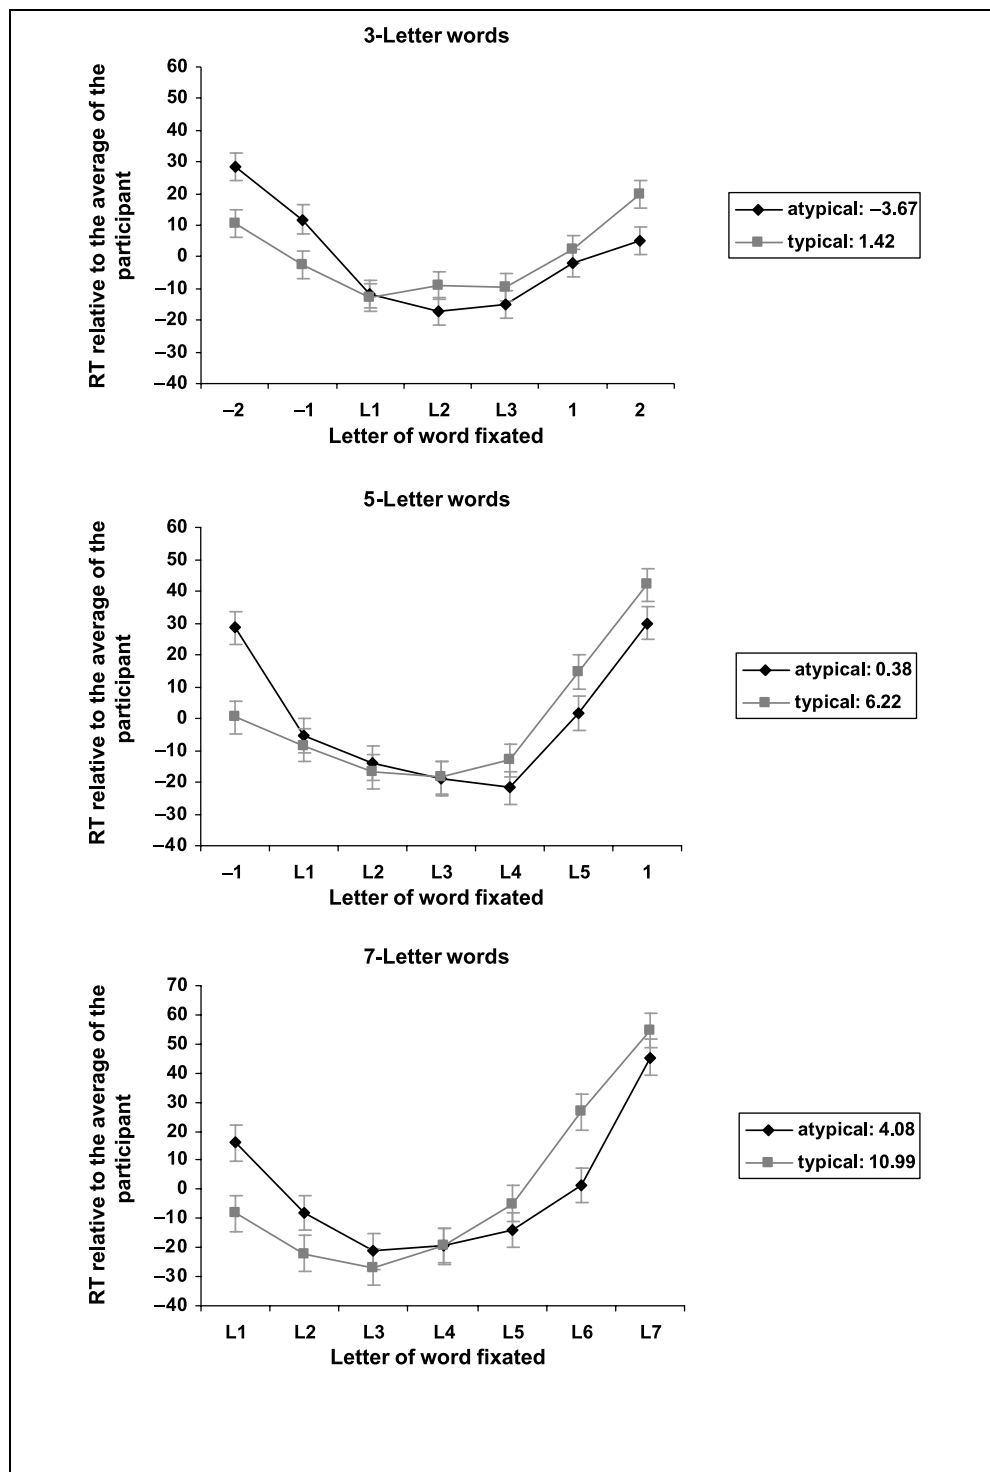 3-Letter words
RT relative to the average of the
participant
60
50
40
30
20
10
0
–10
–20
–30
–40
–2 –1 L1 L2 L3 1 2
Letter of word fixated
atypical: –3.67
typical: 1.42
5-Letter words
RT relative to the average of the
participant
60
50
40
30
20
10
0
–10
–20
–30
–40
–1 L1 L2 L3 L4 L5 1
Letter of word fixated
atypical: 0.38
typical: 6.22
7-Letter words
RT relative to the average of the
participant
70
60
50
40
30
20
10
0
–10
–20
–30
–40
L1 L2 L3 L4 L5 L6 L7
Letter of word fixated
atypical: 4.08
typical: 10.99